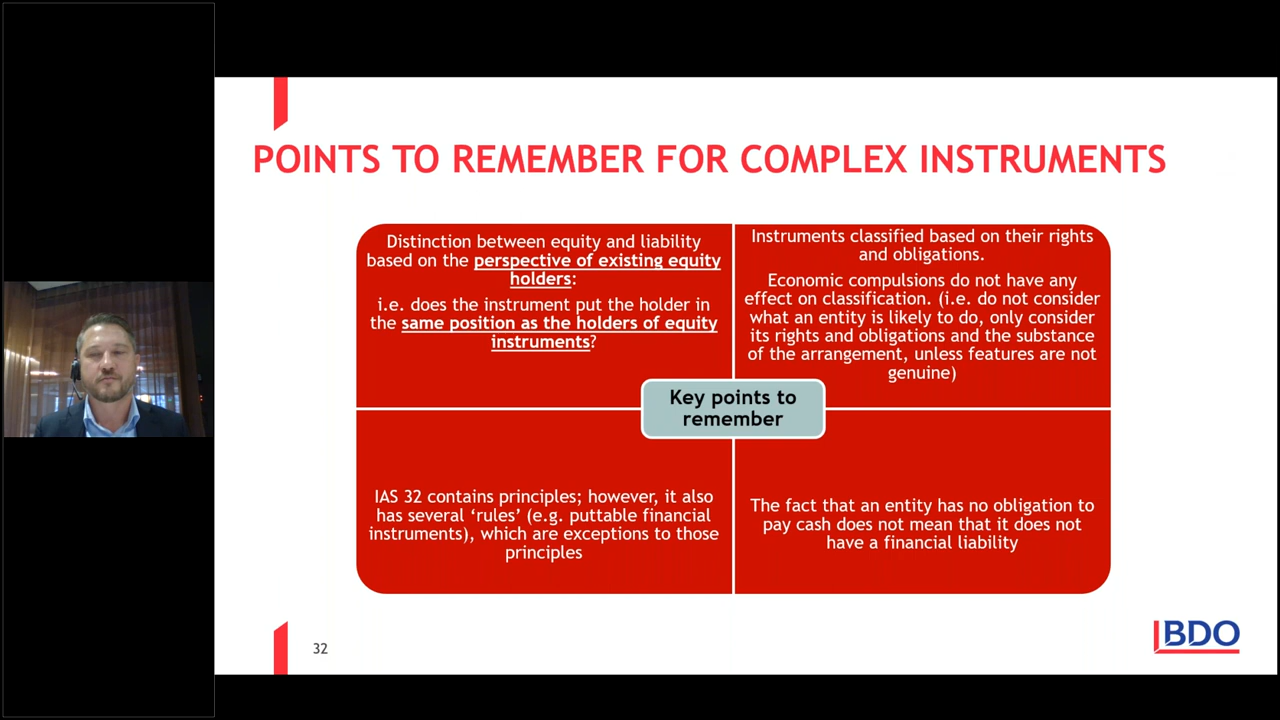 POINTS TO REMEMBER FOR COMPLEX INSTRUMENTS
Distinction between equity and liability
based on the perspective of existing equity
holders:
i.e. does the instrument put the holder in
the same position as the holders of equity
instruments?
Instruments classified based on their rights
and obligations.
Economic compulsions do not have any
effect on classification. (i.e. do not consider
what an entity is likely to do, only consider
its rights and obligations and the substance
of the arrangement, unless features are not
genuine)
Key points to
remember
IAS 32 contains principles; however, it also
has several ‘rules’ (e.g. puttable financial
instruments), which are exceptions to those
principles
The fact that an entity has no obligation to
pay cash does not mean that it does not
have a financial liability
32
BDO